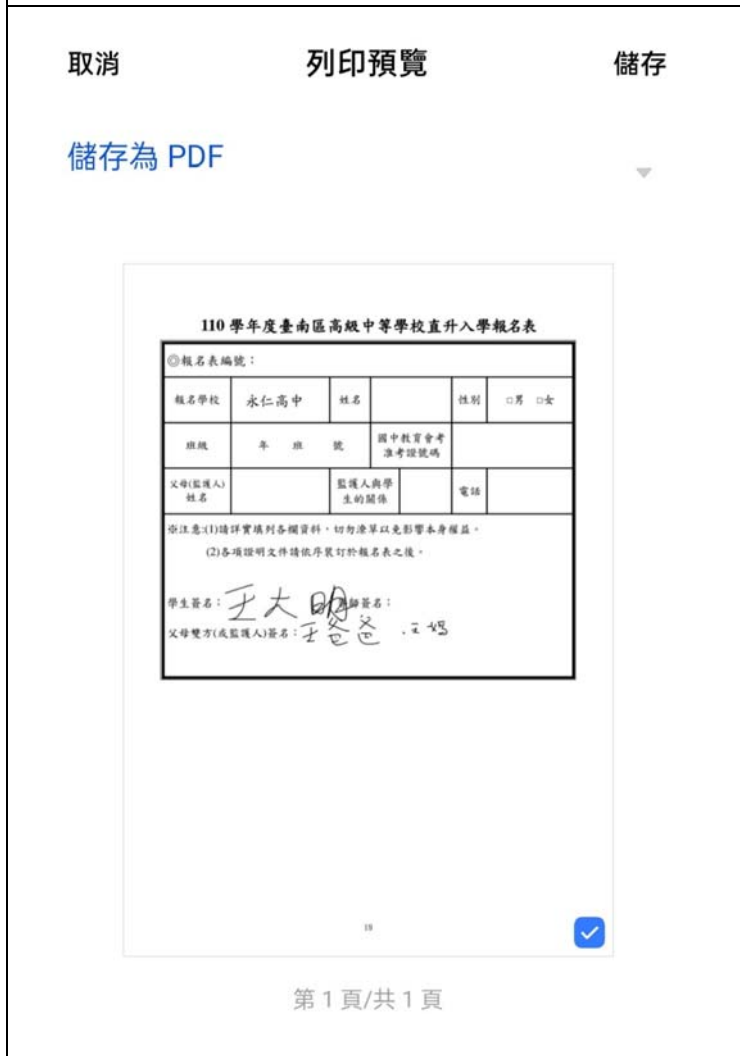 取消 列印預覽 儲存
儲存為 PDF
110 學年度臺南區高級中等學校直升入學報名表
◎報名表編號：
報名學校 永仁高中 姓名 性別 □男 □女
班級 年 班 號 國中教育會考准考證號碼
父母(監護人)姓名 監護人與學生的關係 電話
※注意:(1)請詳實填列各欄資料，切勿潦草以免影響本身權益。
(2)各項證明文件請依序裝訂於報名表之後。
學生簽名：王大明 師簽名：
父母雙方(或監護人)簽名：王爸爸 .王媽
第 1 頁/共 1 頁